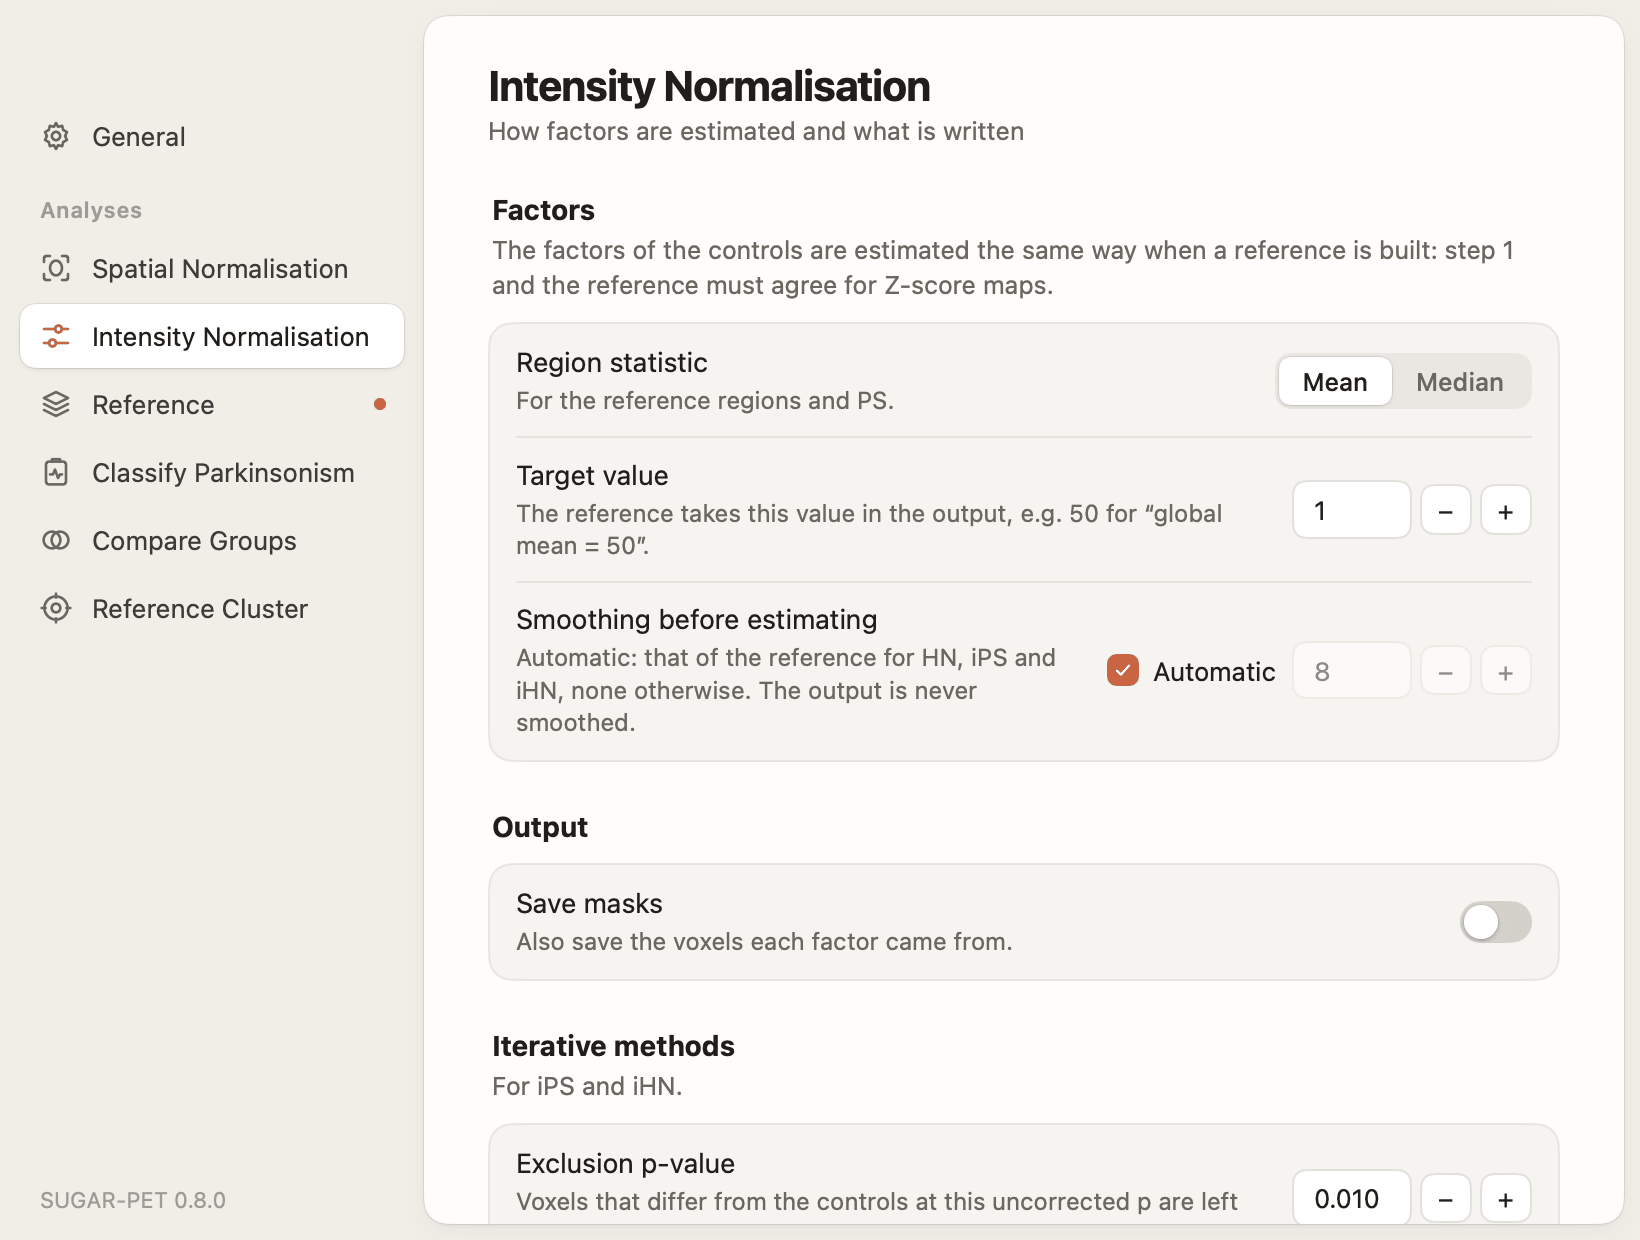 General
Analyses
Spatial Normalisation
Intensity Normalisation
Reference
Classify Parkinsonism
Compare Groups
Reference Cluster
SUGAR-PET 0.8.0
Intensity Normalisation
How factors are estimated and what is written
Factors
The factors of the controls are estimated the same way when a reference is built: step 1
and the reference must agree for Z-score maps.
Region statistic
For the reference regions and PS.
Mean Median
Target value
The reference takes this value in the output, e.g. 50 for “global
mean = 50”.
1 − +
Smoothing before estimating
Automatic: that of the reference for HN, iPS and
iHN, none otherwise. The output is never
smoothed.
Automatic 8 − +
Output
Save masks
Also save the voxels each factor came from.
Iterative methods
For iPS and iHN.
Exclusion p-value
Voxels that differ from the controls at this uncorrected p are left
0.010 − +